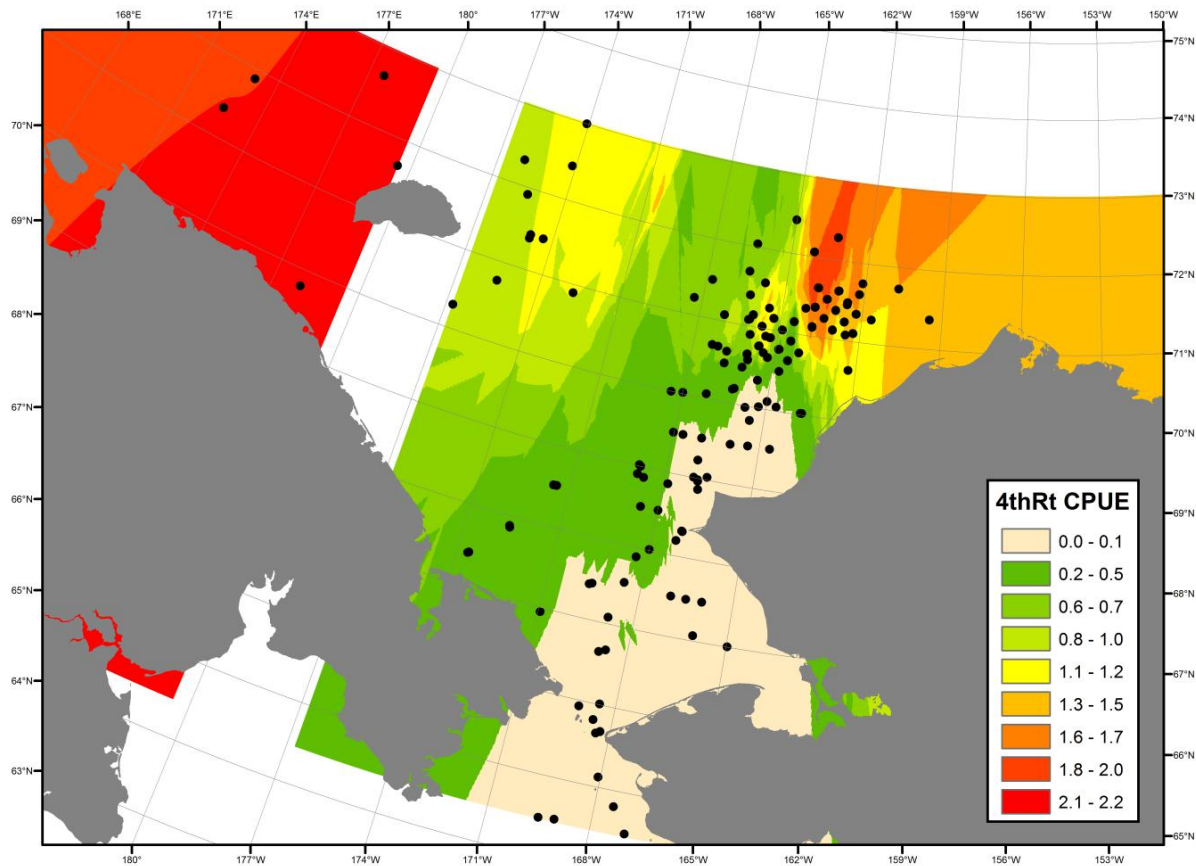 168°E 171°E 174°E 177°E 180° 177°W 174°W 171°W 168°W 165°W 162°W 159°W 156°W 153°W 150°W
75°N
74°N
70°N
73°N
69°N
72°N
68°N
71°N
67°N
70°N
66°N
69°N
65°N
68°N
64°N
67°N
63°N
66°N
65°N
4thRt CPUE
0.0 - 0.1
0.2 - 0.5
0.6 - 0.7
0.8 - 1.0
1.1 - 1.2
1.3 - 1.5
1.6 - 1.7
1.8 - 2.0
2.1 - 2.2
180° 177°W 174°W 171°W 168°W 165°W 162°W 159°W 156°W 153°W